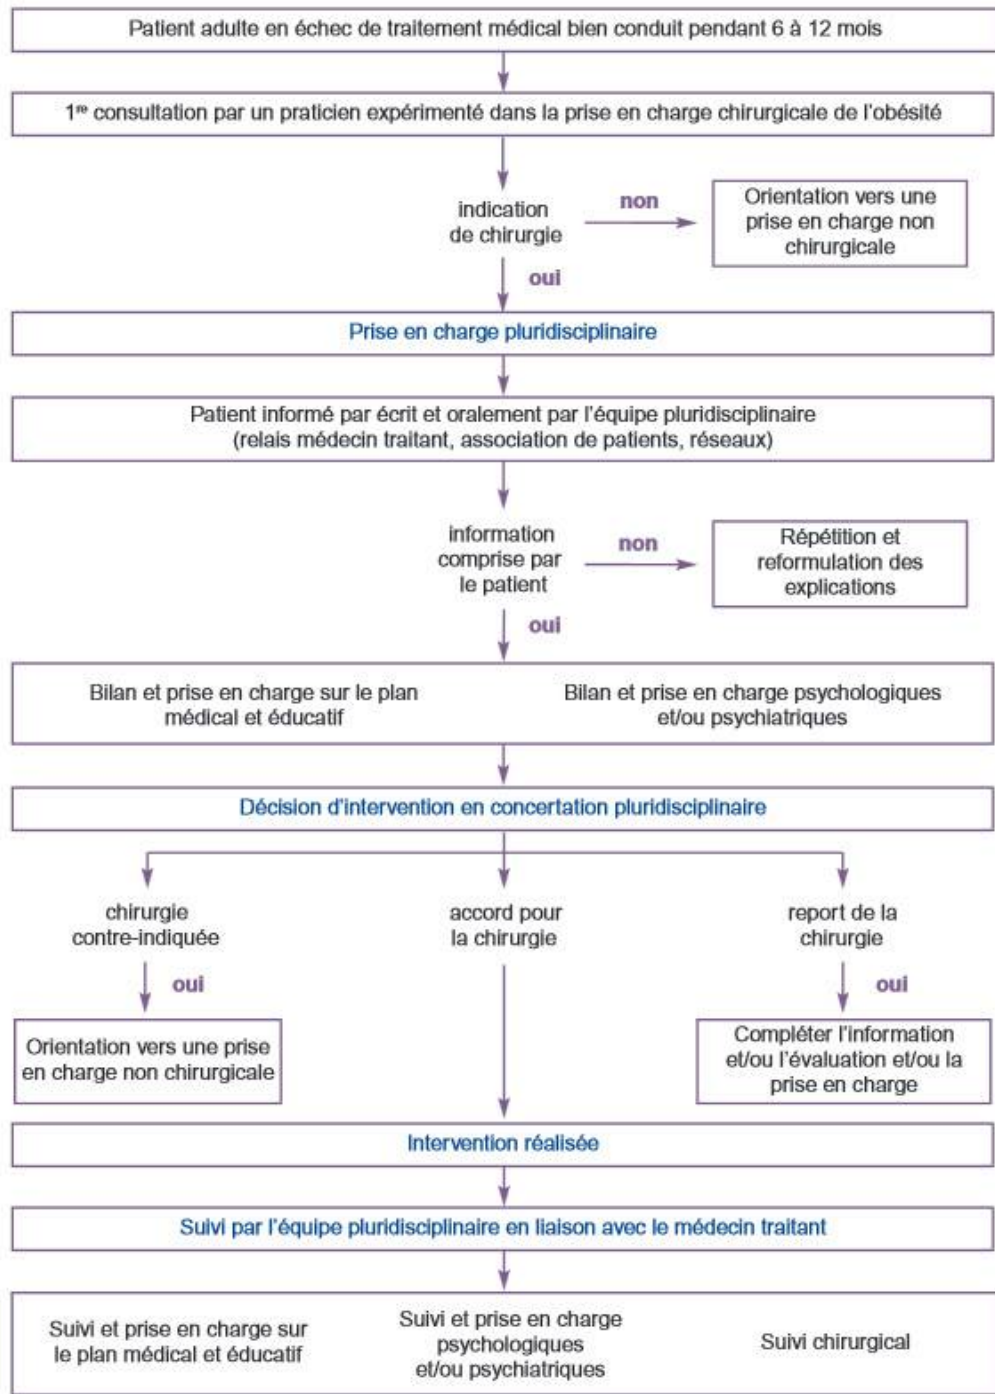 Patient adulte en échec de traitement médical bien conduit pendant 6 à 12 mois
1re consultation par un praticien expérimenté dans la prise en charge chirurgicale de l'obésité
indication
de chirurgie
non
Orientation vers une
prise en charge non
chirurgicale
oui
Prise en charge pluridisciplinaire
Patient informé par écrit et oralement par l'équipe pluridisciplinaire
(relais médecin traitant, association de patients, réseaux)
information
comprise par
le patient
non
Répétition et
reformulation des
explications
oui
Bilan et prise en charge sur le plan
médical et éducatif
Bilan et prise en charge psychologiques
et/ou psychiatriques
Décision d'intervention en concertation pluridisciplinaire
chirurgie
contre-indiquée
accord pour
la chirurgie
report de la
chirurgie
oui
oui
Orientation vers une prise
en charge non chirurgicale
Compléter l'information
et/ou l'évaluation et/ou la
prise en charge
Intervention réalisée
Suivi par l'équipe pluridisciplinaire en liaison avec le médecin traitant
Suivi et prise en charge sur
le plan médical et éducatif
Suivi et prise en charge
psychologiques
et/ou psychiatriques
Suivi chirurgical